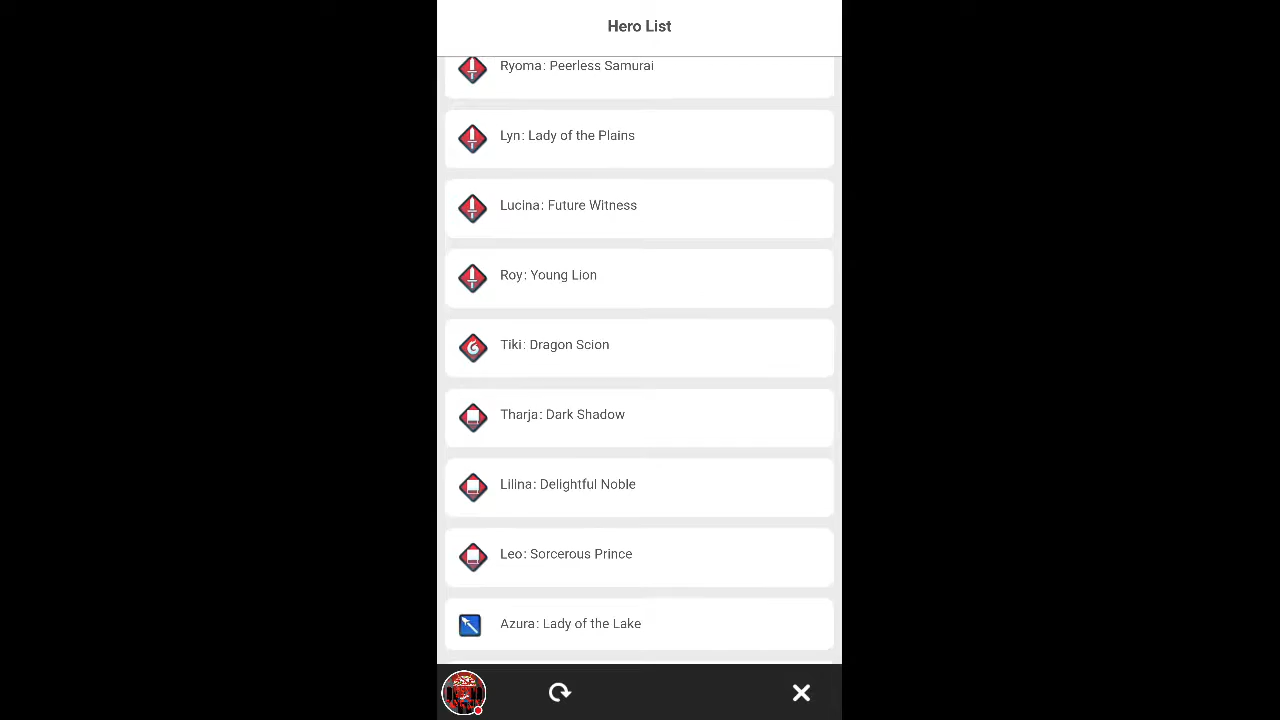 Hero List
Ryoma: Peerless Samurai
Lyn: Lady of the Plains
Lucina: Future Witness
Roy: Young Lion
Tiki: Dragon Scion
Tharja: Dark Shadow
Lilina: Delightful Noble
Leo: Sorcerous Prince
Azura: Lady of the Lake